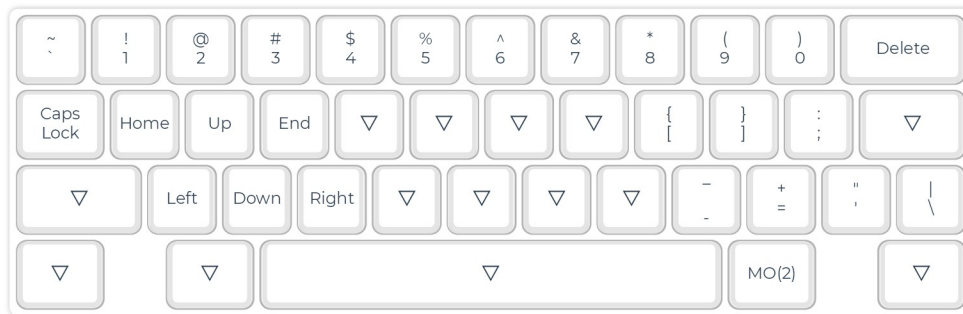 ~ ! @ # $ % ^ & * ( )
` 1 2 3 4 5 6 7 8 9 0 Delete
Caps Lock Home Up End ▽ ▽ ▽ ▽ { [ } ] : ; ▽
▽ Left Down Right ▽ ▽ ▽ ▽ _ - + = " ' | \
▽ ▽ ▽ MO(2) ▽